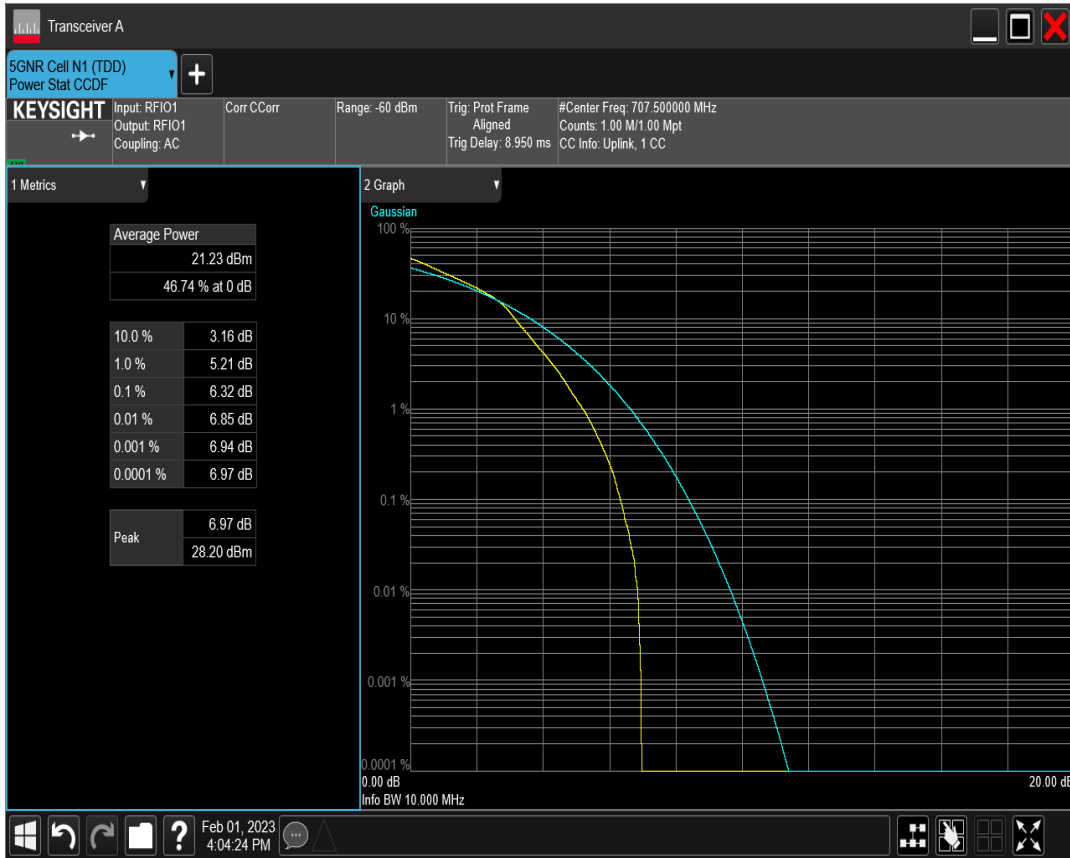 Transceiver A
5GNR Cell N1 (TDD)
Power Stat CCDF
KEYSIGHT
Input: RFIO1
Output: RFIO1
Coupling: AC
Corr CCorr
Range: -60 dBm
Trig: Prot Frame
Aligned
Trig Delay: 8.950 ms
#Center Freq: 707.500000 MHz
Counts: 1.00 M/1.00 Mpt
CC Info: Uplink, 1 CC
1 Metrics
Average Power
21.23 dBm
46.74 % at 0 dB
10.0 % 3.16 dB
1.0 % 5.21 dB
0.1 % 6.32 dB
0.01 % 6.85 dB
0.001 % 6.94 dB
0.0001 % 6.97 dB
Peak
6.97 dB
28.20 dBm
2 Graph
Gaussian
100 %
10 %
1 %
0.1 %
0.01 %
0.001 %
0.0001 %
0.00 dB
20.00 dB
Info BW 10.000 MHz
Feb 01, 2023
4:04:24 PM